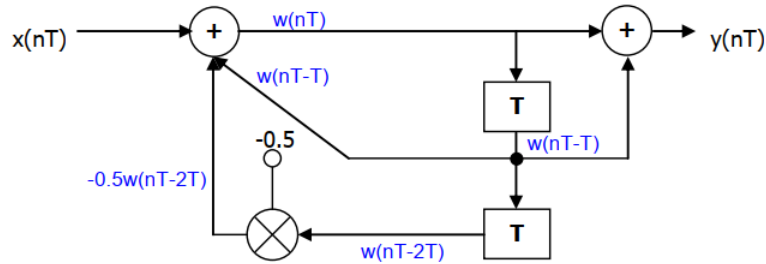 x(nT) + w(nT) + y(nT)
w(nT-T)
T
-0.5 w(nT-T)
-0.5w(nT-2T)
T
w(nT-2T)